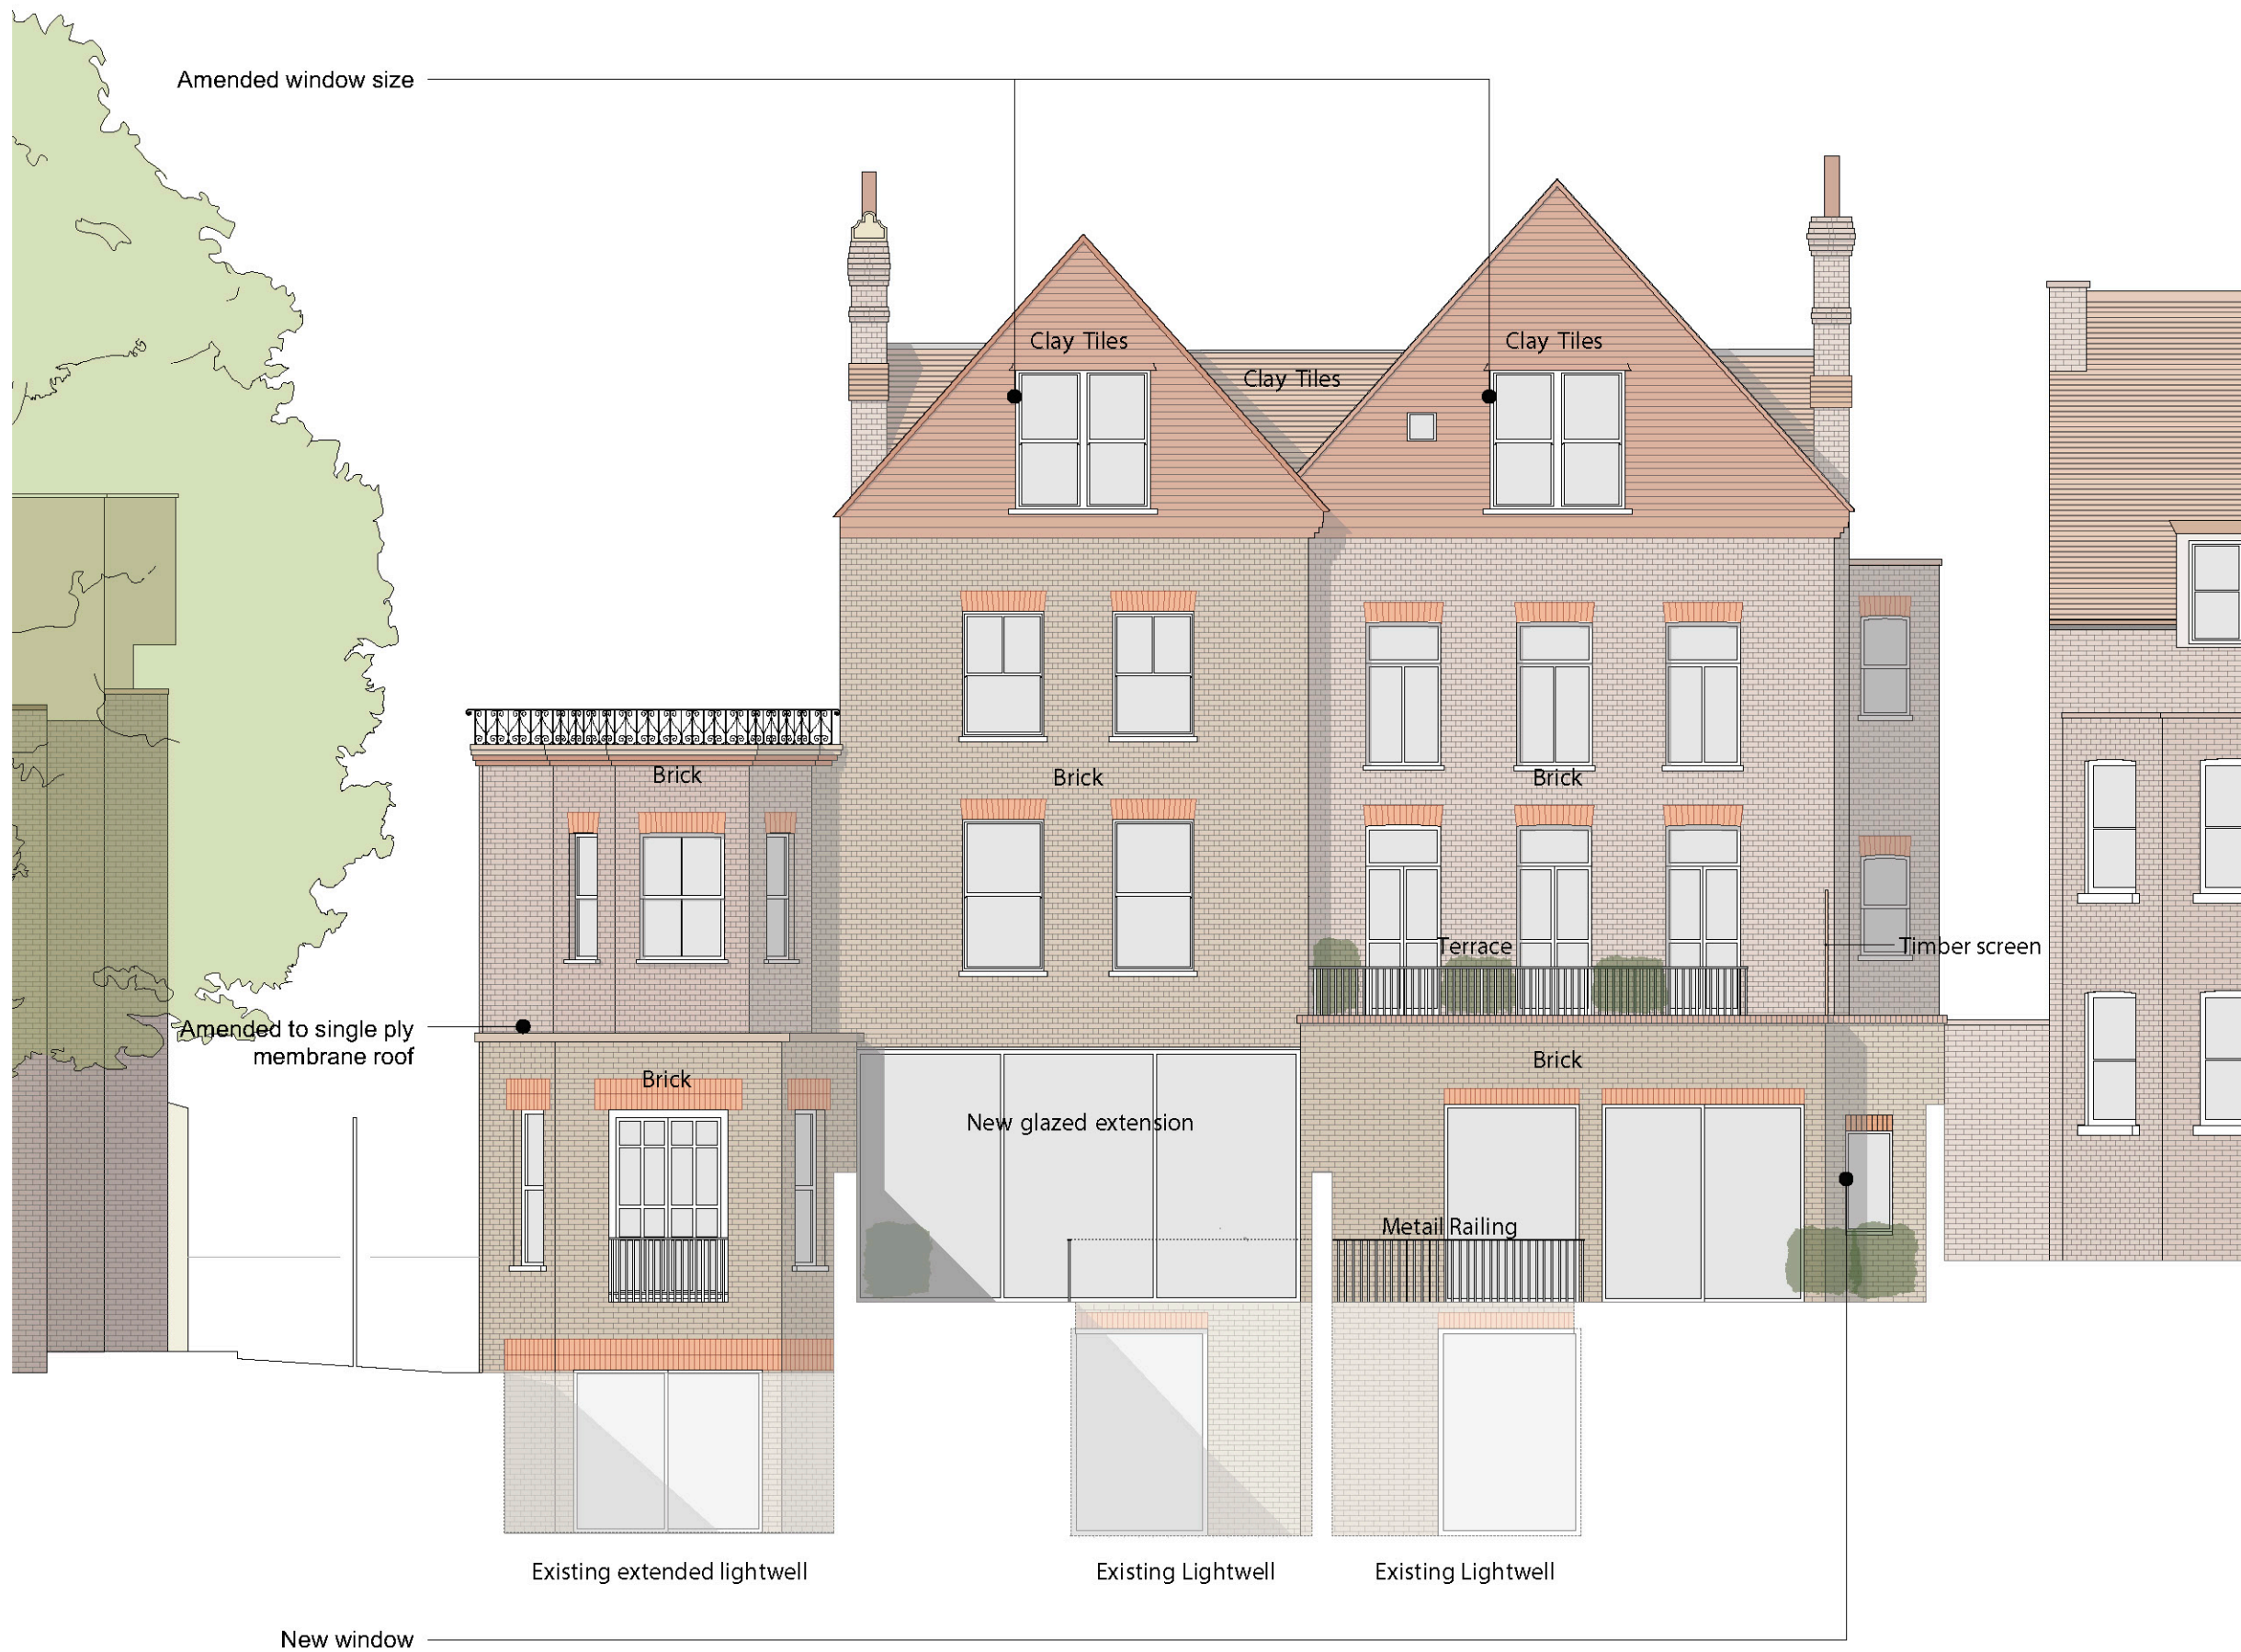 Amended window size
Clay Tiles
Clay Tiles
Clay Tiles
Brick
Brick
Brick
Terrace
Timber screen
Amended to single ply
membrane roof
Brick
Brick
New glazed extension
Metail Railing
Existing extended lightwell
Existing Lightwell
Existing Lightwell
New window